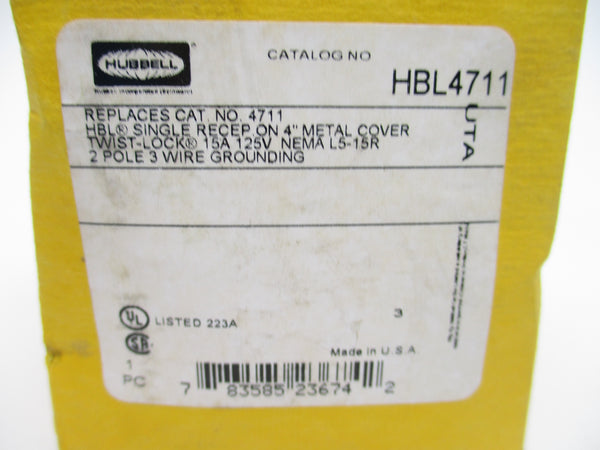 HUBBELL
CATALOG NO
HBL4711
REPLACES CAT. NO. 4711
HBL® SINGLE RECEP ON 4" METAL COVER
TWIST-LOCK® 15A 125V NEMA L5-15R
2 POLE 3 WIRE GROUNDING
UTA
UL LISTED 223A
SA
3
Made in U.S.A.
1
PC
7 83585 23674 2